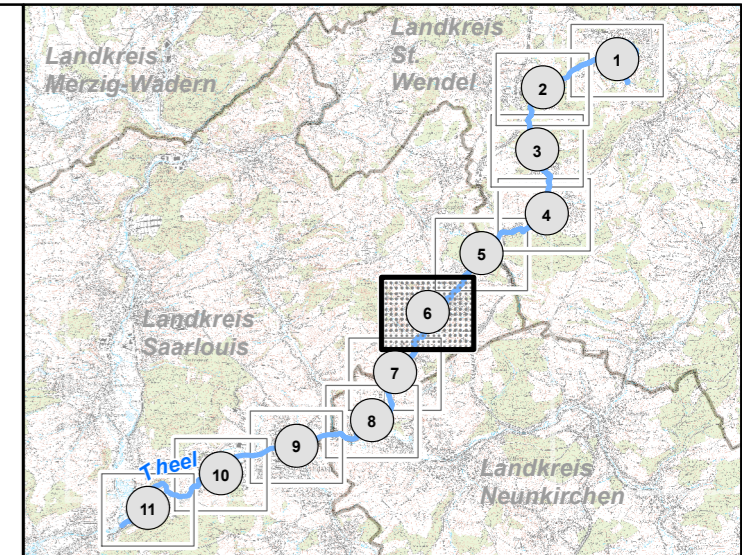 Landkreis
Merzig-Wadern
Landkreis
St.
Wendel
1
2
3
4
5
6
Landkreis
Saarlouis
7
8
9
10
11
Theel
Landkreis
Neunkirchen